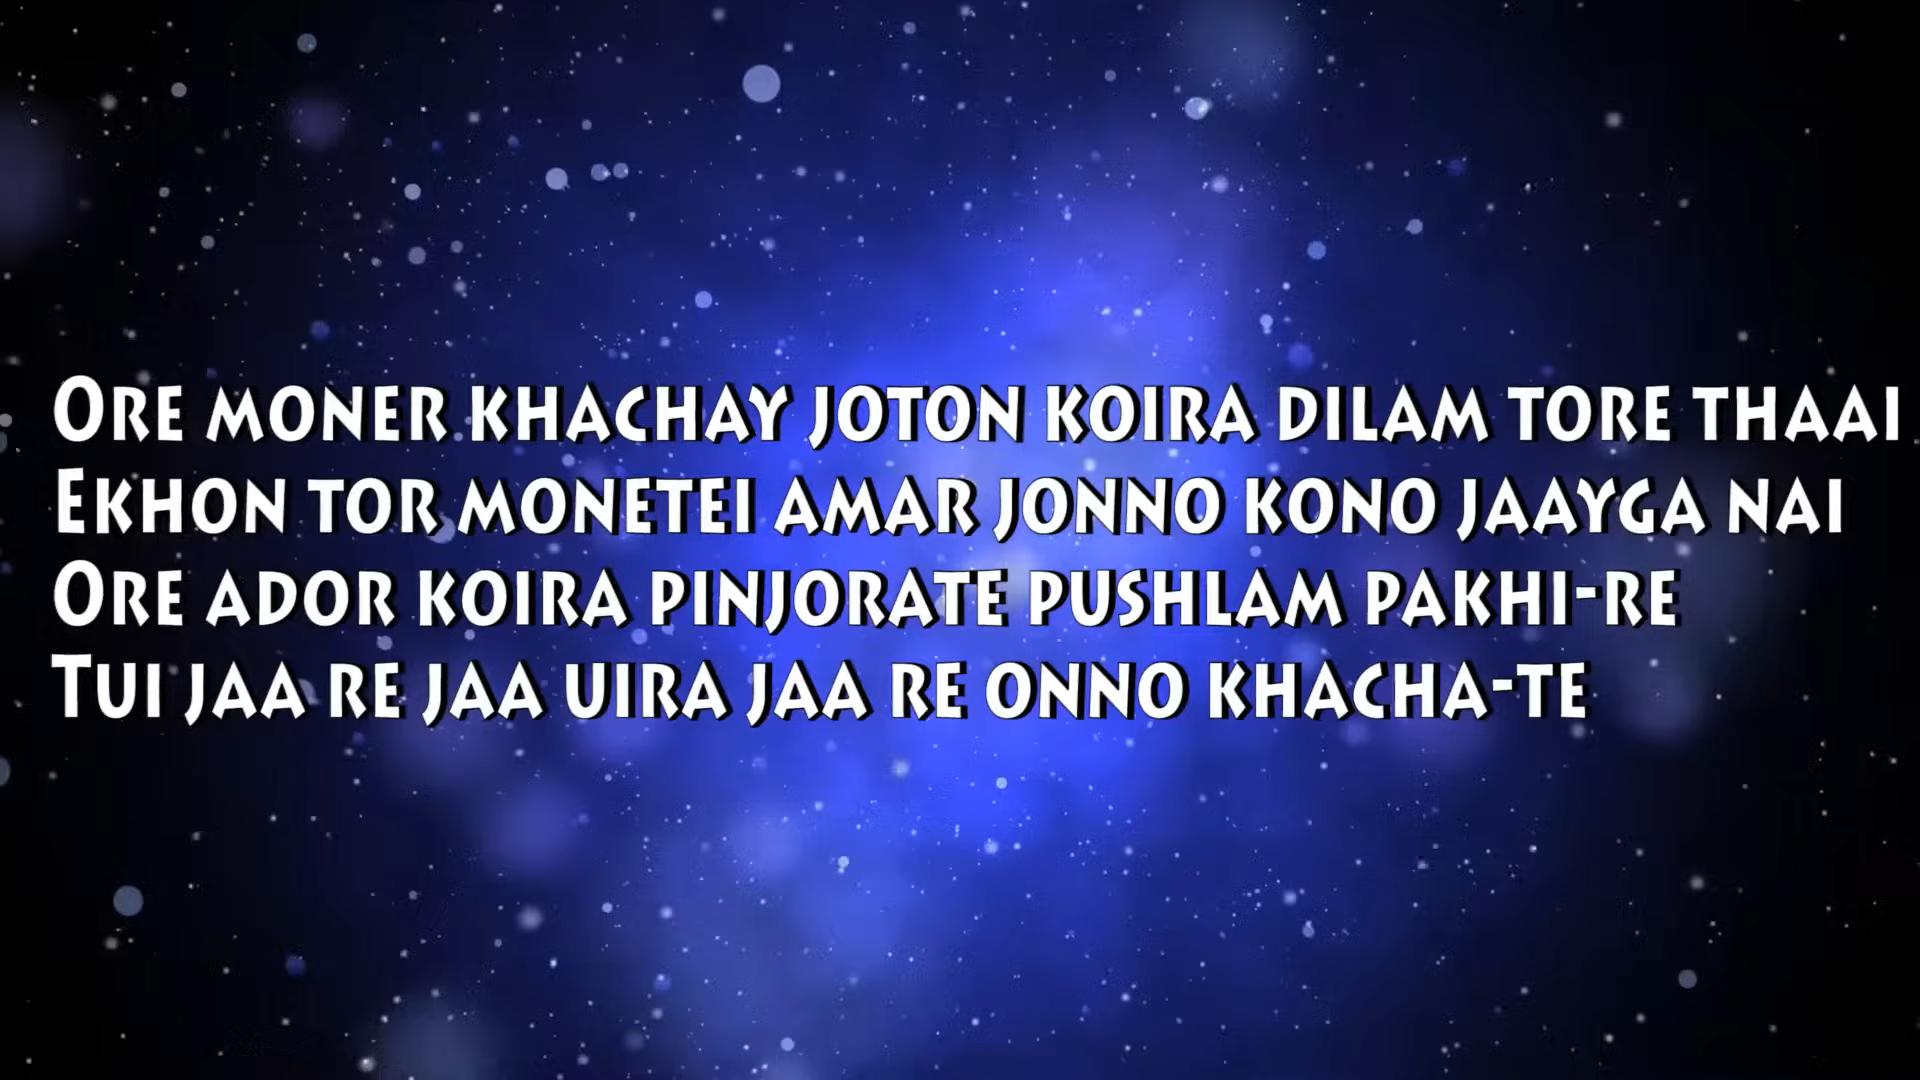 Ore moner khachay joton koira dilam tore thaai
Ekhon tor monetei amar jonno kono jaayga nai
Ore ador koira pinjorate pushlam pakhi-re
Tui jaa re jaa uira jaa re onno khacha-te